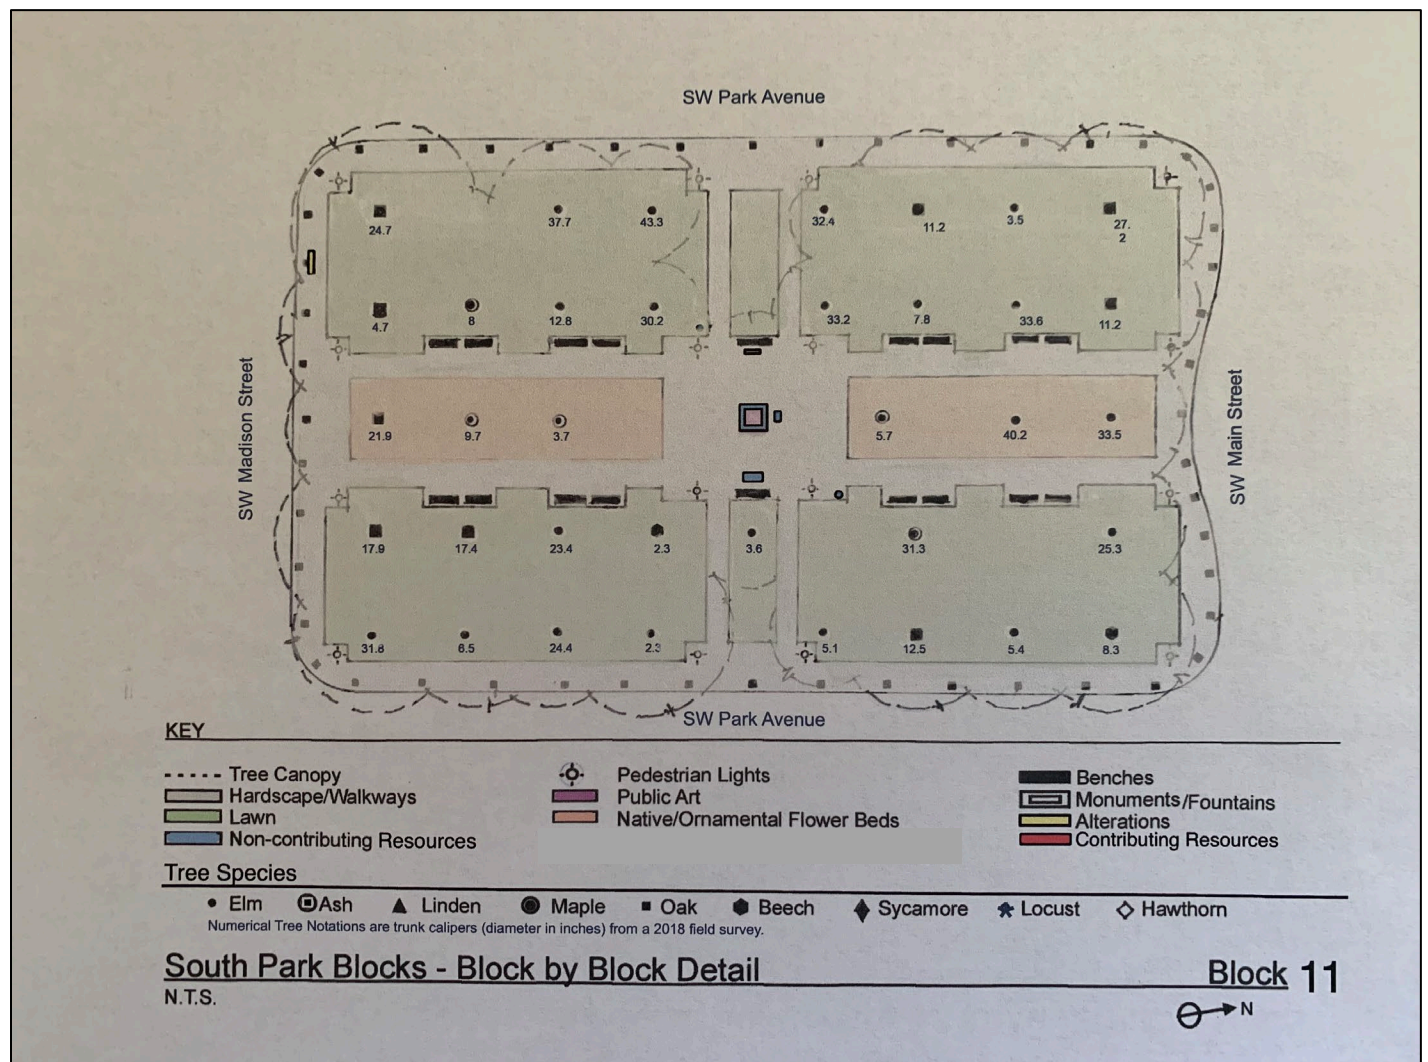 SW Park Avenue
37.7 43.3 32.4 3.5
24.7 11.2 27.
2
SW Madison Street
4.7 8 12.8 30.2 33.2 7.8 33.6 11.2
SW Main Street
21.9 9.7 3.7 5.7 40.2 33.5
17.9 17.4 23.4 2.3 3.6 31.3 25.3
31.8 6.5 24.4 2.3 5.1 12.5 5.4 8.3
SW Park Avenue
KEY
Tree Canopy
Hardscape/Walkways
Lawn
Non-contributing Resources
Pedestrian Lights
Public Art
Native/Ornamental Flower Beds
Benches
Monuments/Fountains
Alterations
Contributing Resources
Tree Species
Elm Ash Linden Maple Oak Beech Sycamore Locust Hawthorn
Numerical Tree Notations are trunk calipers (diameter in inches) from a 2018 field survey.
South Park Blocks - Block by Block Detail Block 11
N.T.S.
N